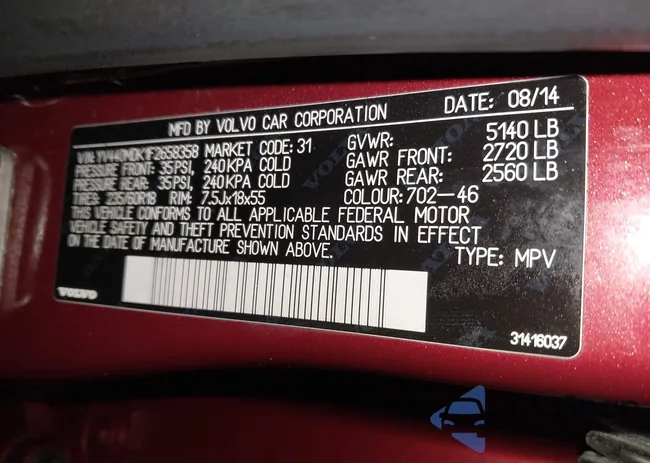 MFD BY VOLVO CAR CORPORATION DATE: 08/14
VIN: YV440MDK1F2658358 MARKET CODE: 31
PRESSURE FRONT: 35PSI, 240KPA COLD
PRESSURE REAR: 35PSI, 240KPA COLD
TIRES: 235/60R18 RIM: 7.5Jx18x55
GVWR: 5140 LB
GAWR FRONT: 2720 LB
GAWR REAR: 2560 LB
COLOUR: 702-46
THIS VEHICLE CONFORMS TO ALL APPLICABLE FEDERAL MOTOR
VEHICLE SAFETY AND THEFT PREVENTION STANDARDS IN EFFECT
ON THE DATE OF MANUFACTURE SHOWN ABOVE.
TYPE: MPV
VOLVO
31416037